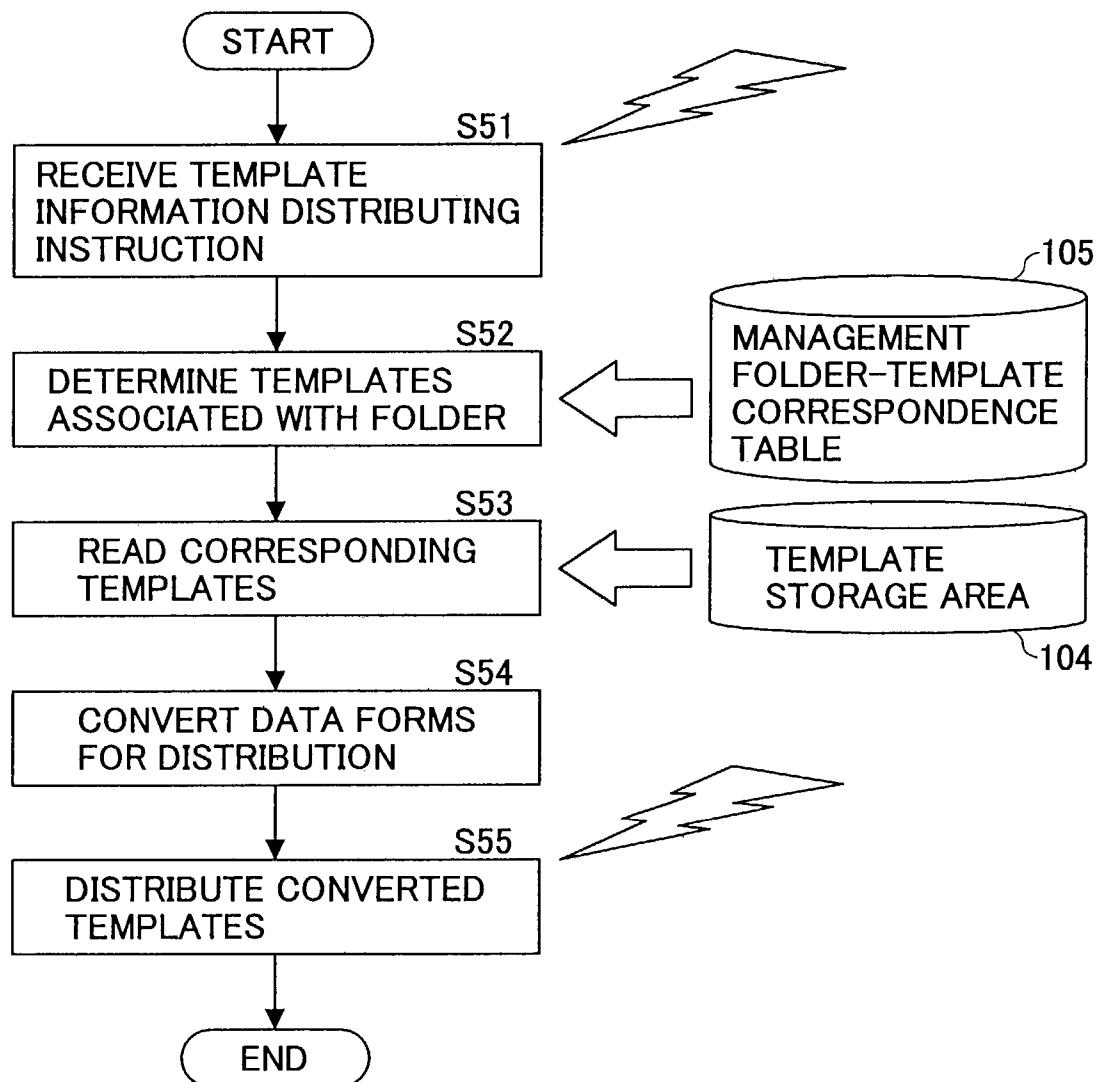 START
S51
RECEIVE TEMPLATE
INFORMATION DISTRIBUTING
INSTRUCTION
S52
DETERMINE TEMPLATES
ASSOCIATED WITH FOLDER
105
MANAGEMENT
FOLDER-TEMPLATE
CORRESPONDENCE
TABLE
S53
READ CORRESPONDING
TEMPLATES
TEMPLATE
STORAGE AREA
104
S54
CONVERT DATA FORMS
FOR DISTRIBUTION
S55
DISTRIBUTE CONVERTED
TEMPLATES
END